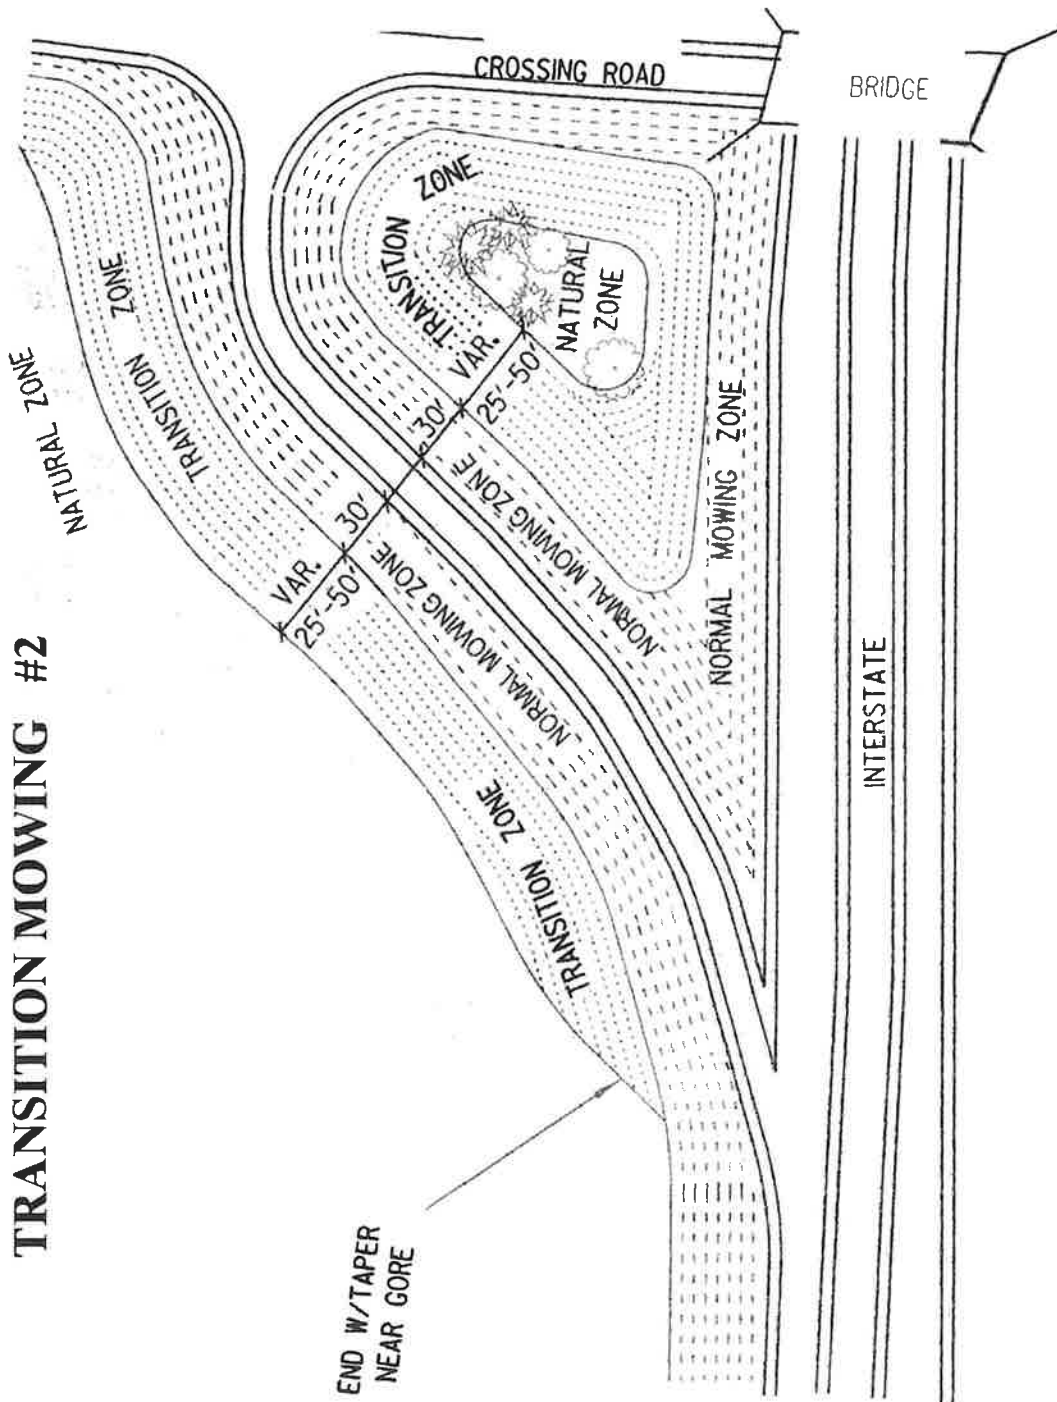 TRANSITION MOWING #2
NATURAL ZONE
TRANSITION ZONE
CROSSING ROAD
BRIDGE
TRANSITION ZONE
NATURAL
ZONE
VAR.
25'-50'
30'
30'
VAR.
25'-50'
NORMAL MOWING ZONE
NORMAL MOWING ZONE
NORMAL MOWING ZONE
TRANSITION ZONE
INTERSTATE
END W/TAPER
NEAR GORE